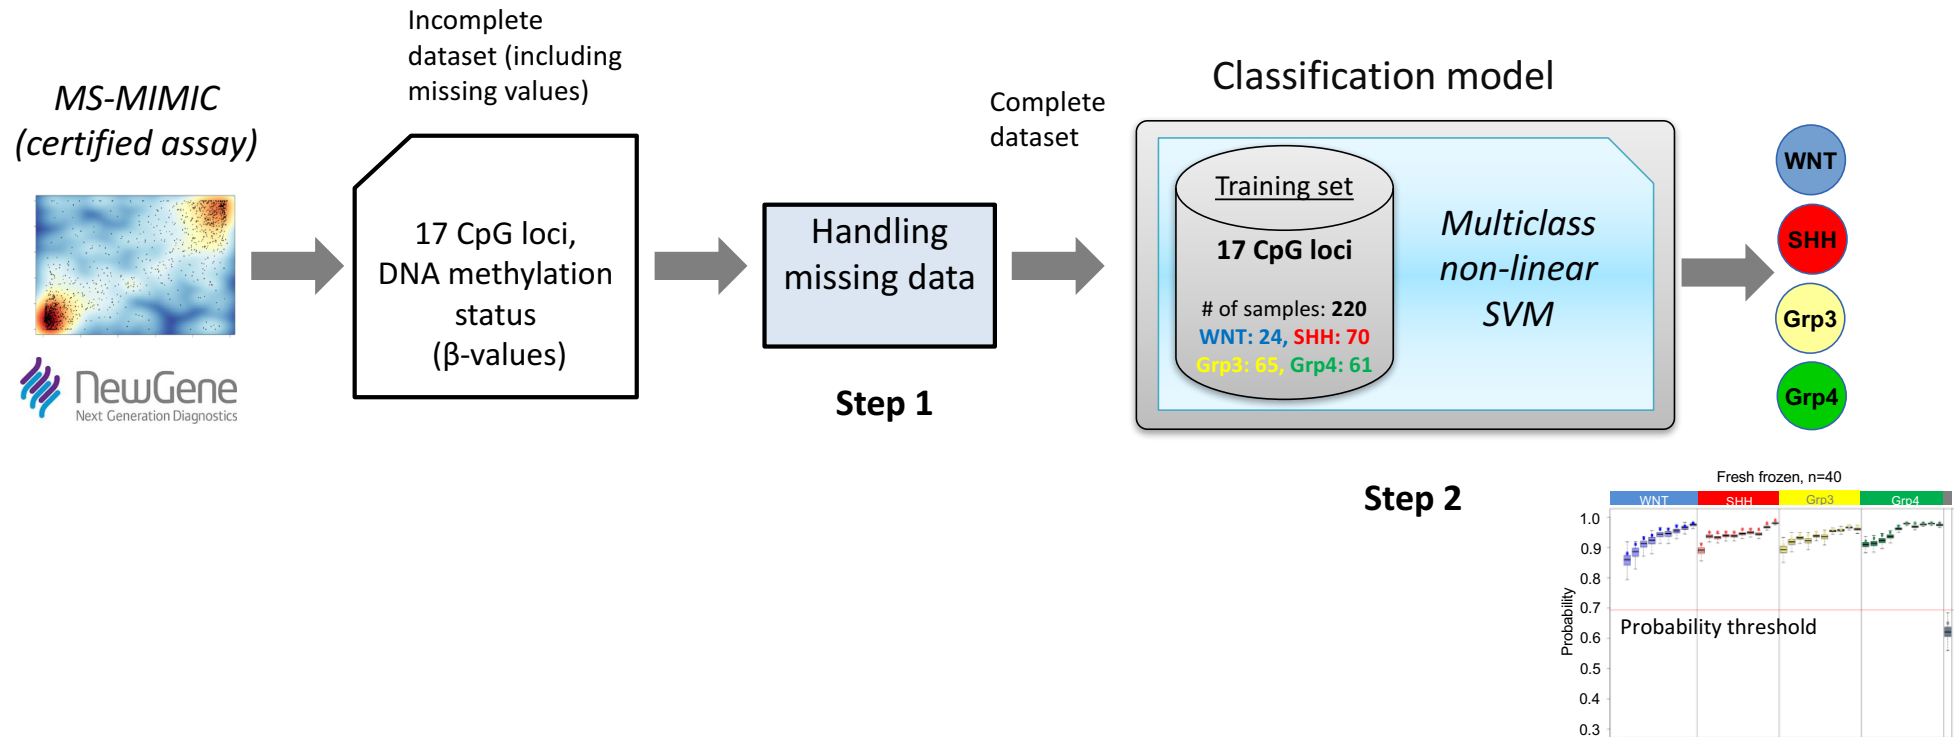 MS-MIMIC
(certified assay)
NewGene
Next Generation Diagnostics
Incomplete
dataset (including
missing values)
17 CpG loci,
DNA methylation
status
(β-values)
Handling
missing data
Step 1
Complete
dataset
Classification model
Training set
17 CpG loci
# of samples: 220
WNT: 24, SHH: 70
Grp3: 65, Grp4: 61
Multiclass
non-linear
SVM
Step 2
WNT
SHH
Grp3
Grp4
Fresh frozen, n=40
WNT SHH Grp3 Grp4
Probability
1.0
0.9
0.8
0.7
0.6
0.5
0.4
0.3
Probability threshold